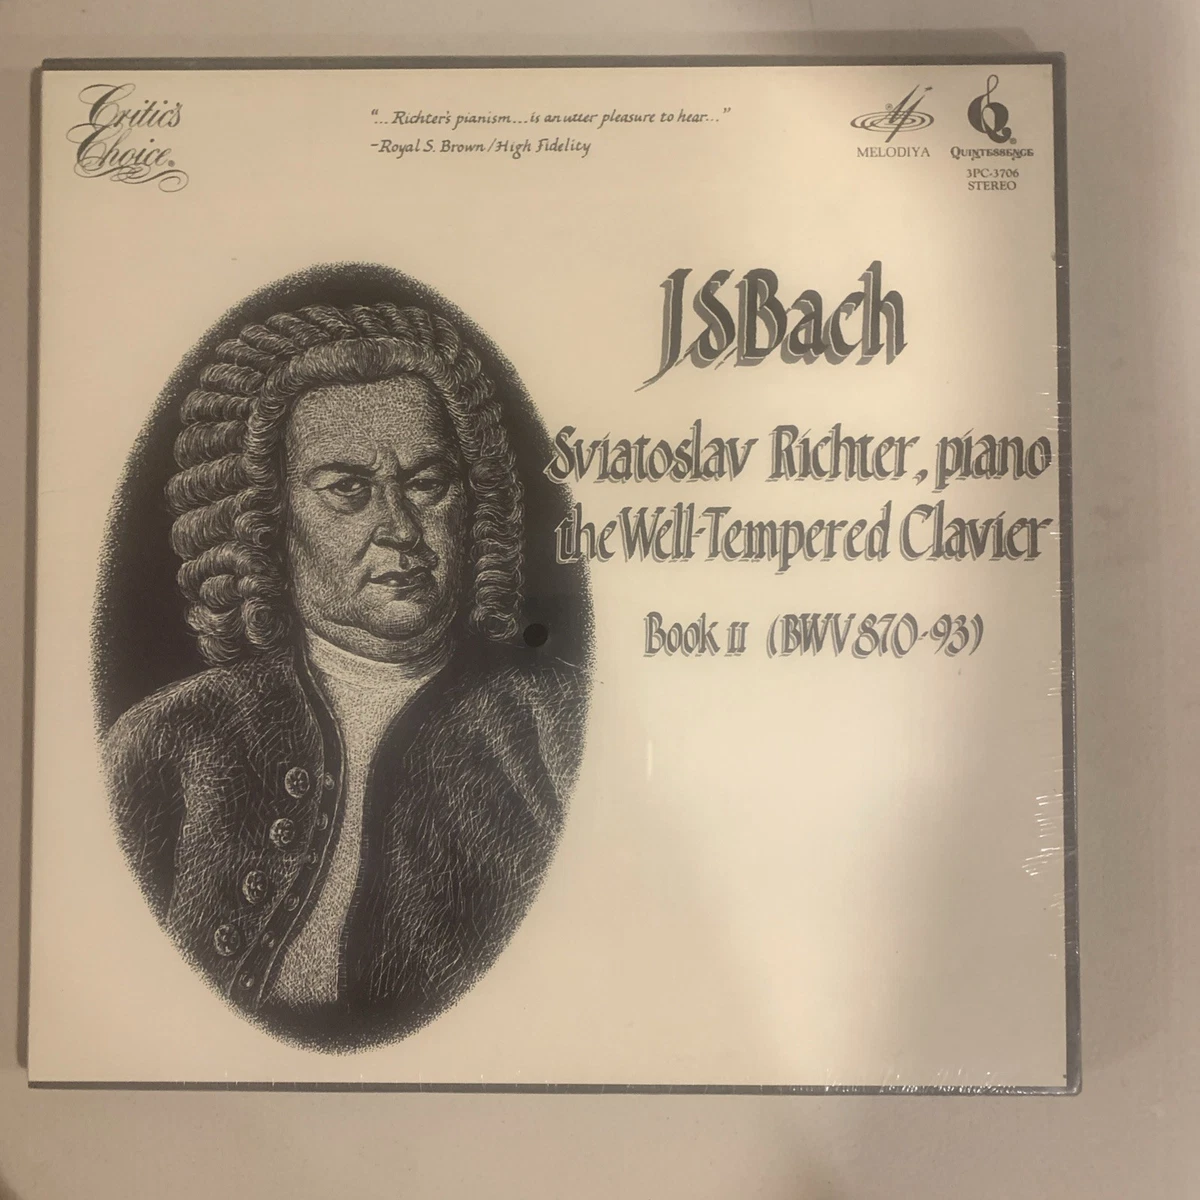 Critic's
Choice®
"...Richter's pianism...is an utter pleasure to hear..."
-Royal S. Brown/High Fidelity
MELODIYA
QUINTESSENCE
3PC-3706
STEREO
JSBach
Sviatoslav Richter, piano
the Well-Tempered Clavier
Book II (BWV 870-93)